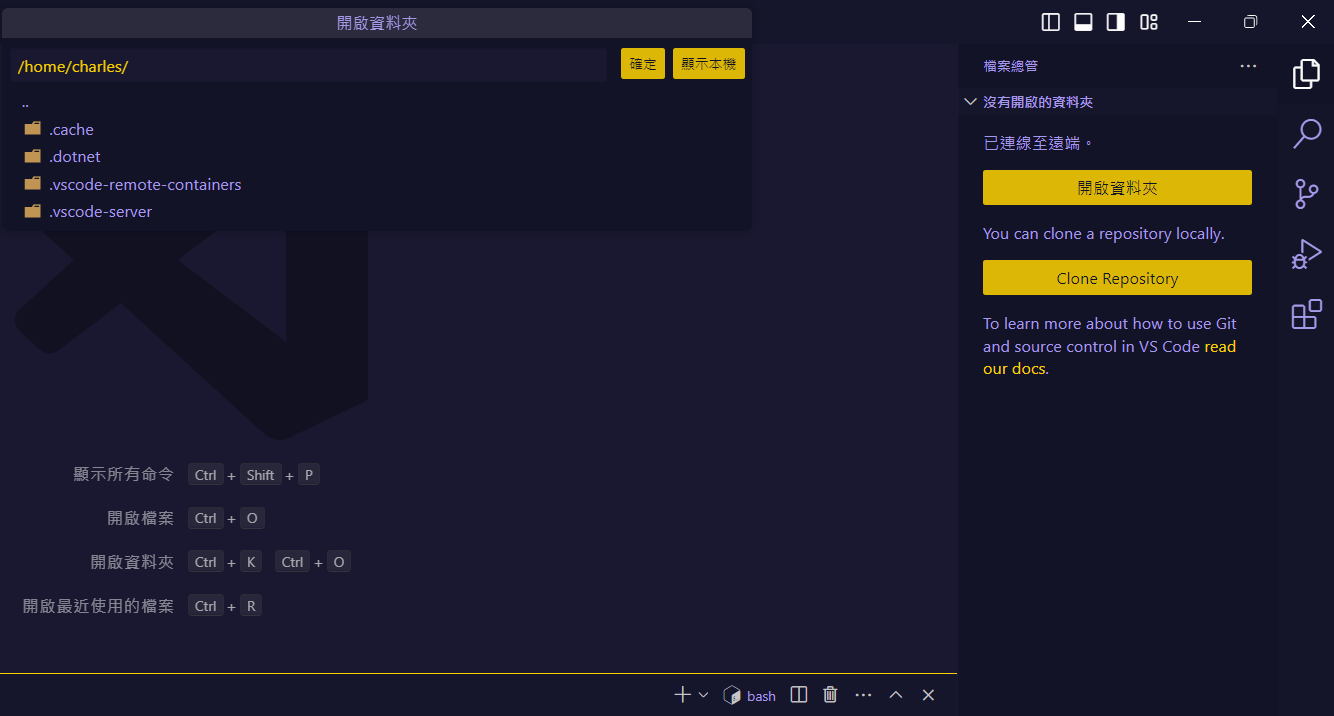 開啟資料夾
/home/charles/
確定
顯示本機
..
.cache
.dotnet
.vscode-remote-containers
.vscode-server
顯示所有命令 Ctrl + Shift + P
開啟檔案 Ctrl + O
開啟資料夾 Ctrl + K Ctrl + O
開啟最近使用的檔案 Ctrl + R
bash
檔案總管
沒有開啟的資料夾
已連線至遠端。
開啟資料夾
You can clone a repository locally.
Clone Repository
To learn more about how to use Git
and source control in VS Code read
our docs.